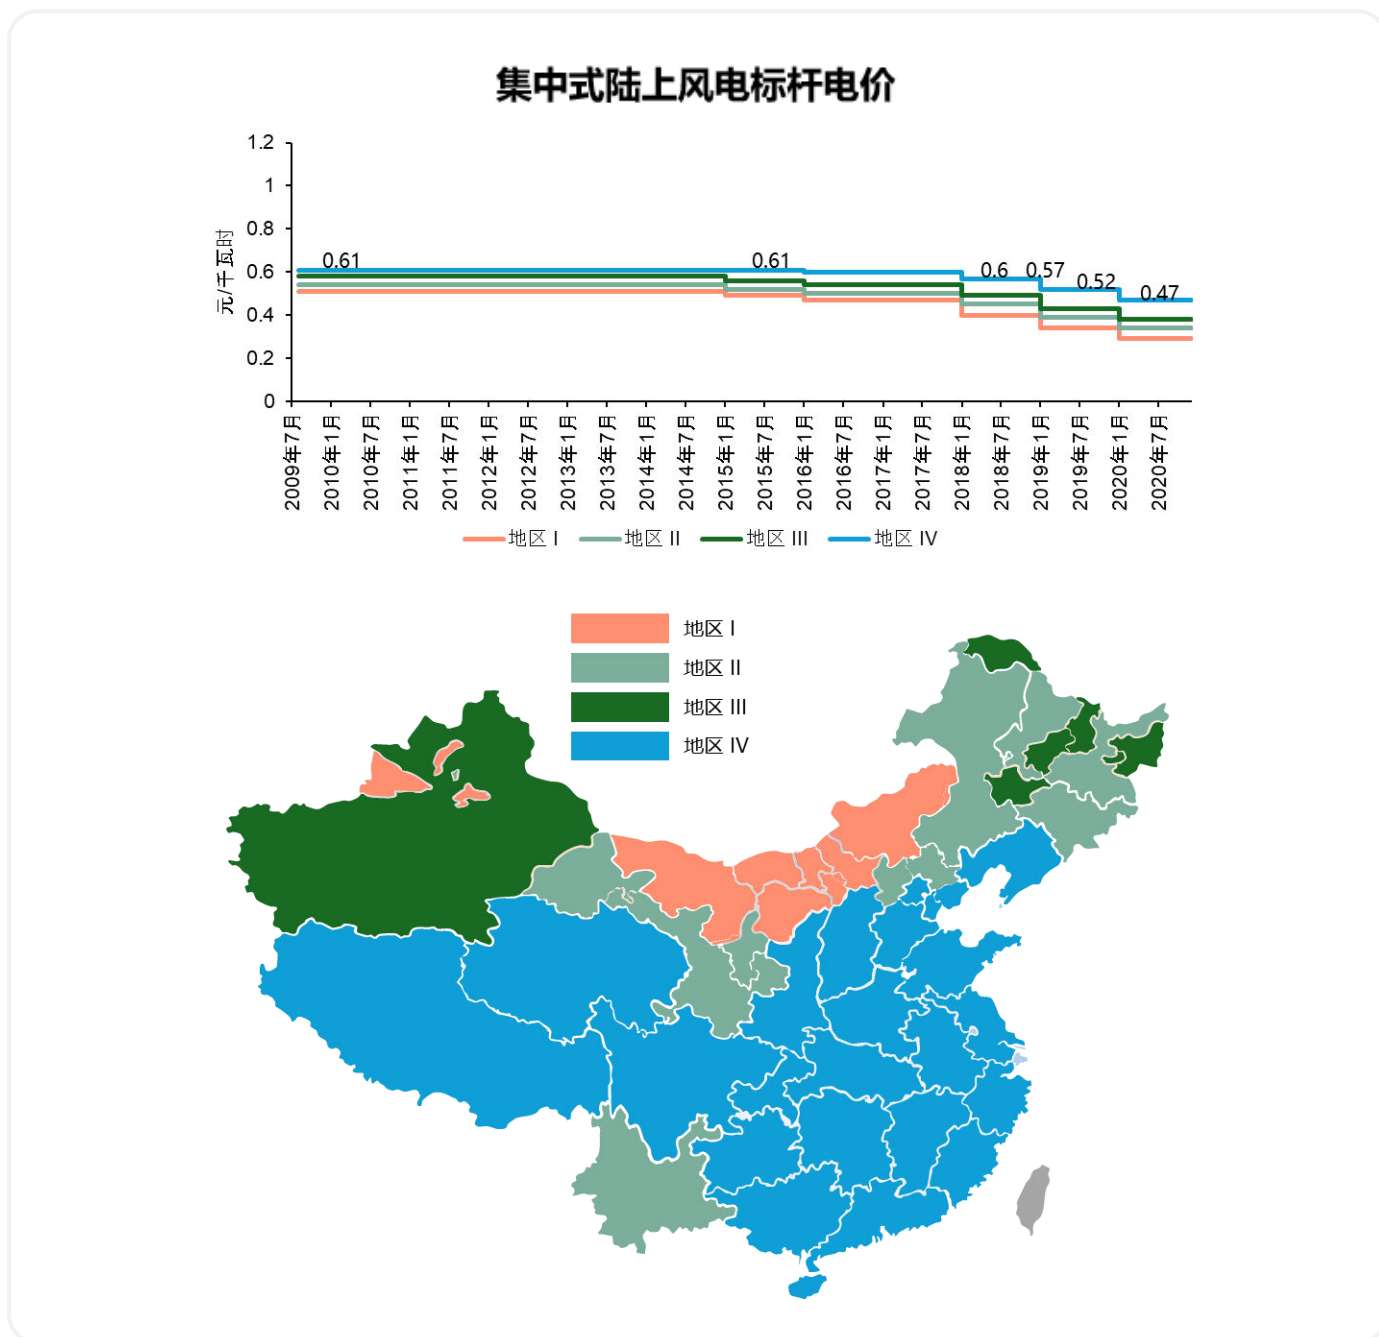 集中式陆上风电标杆电价
元/千瓦时
1.2
1
0.8
0.6
0.4
0.2
0
0.61
0.61
0.6
0.57
0.52
0.47
2009年7月
2010年1月
2010年7月
2011年1月
2011年7月
2012年1月
2012年7月
2013年1月
2013年7月
2014年1月
2014年7月
2015年1月
2015年7月
2016年1月
2016年7月
2017年1月
2017年7月
2018年1月
2018年7月
2019年1月
2019年7月
2020年1月
2020年7月
地区 I 地区 II 地区 III 地区 IV
地区 I
地区 II
地区 III
地区 IV